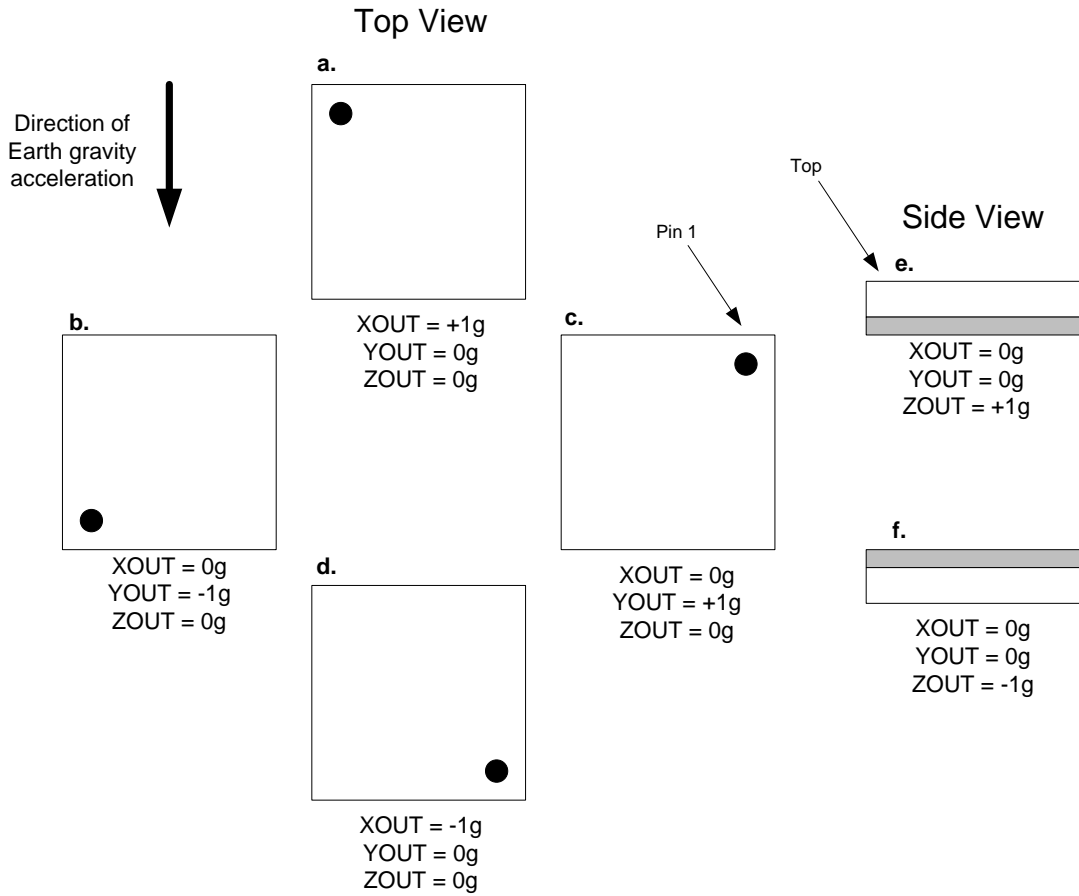 Top View
a.
Direction of
Earth gravity
acceleration
Top
Side View
Pin 1
e.
b.
XOUT = +1g
YOUT = 0g
ZOUT = 0g
c.
XOUT = 0g
YOUT = 0g
ZOUT = +1g
XOUT = 0g
YOUT = -1g
ZOUT = 0g
d.
XOUT = 0g
YOUT = +1g
ZOUT = 0g
f.
XOUT = 0g
YOUT = 0g
ZOUT = -1g
XOUT = -1g
YOUT = 0g
ZOUT = 0g